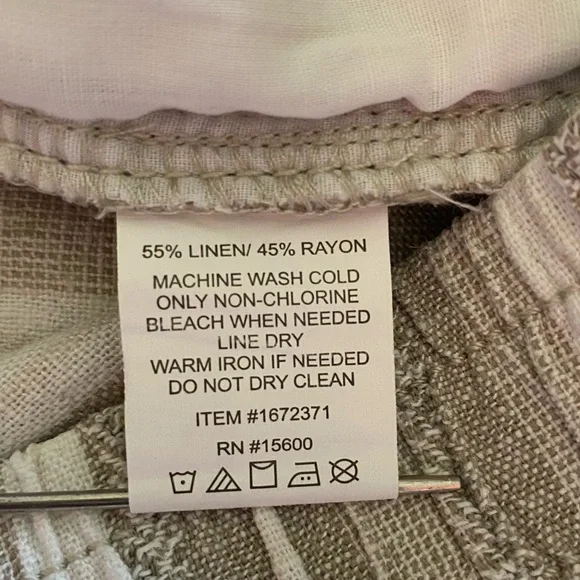 55% LINEN/ 45% RAYON
MACHINE WASH COLD
ONLY NON-CHLORINE
BLEACH WHEN NEEDED
LINE DRY
WARM IRON IF NEEDED
DO NOT DRY CLEAN
ITEM #1672371
RN #15600